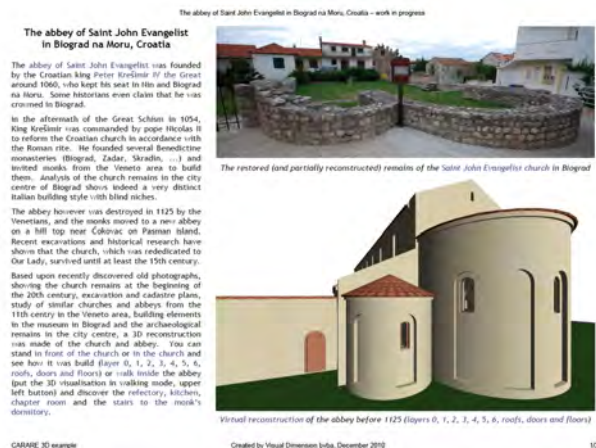 The abbey of Saint John Evangelist in Biograd na Moru, Croatia – work in progress
The abbey of Saint John Evangelist
in Biograd na Moru, Croatia
The abbey of Saint John Evangelist was founded
by the Croatian king Peter Krešimir IV the Great
around 1060, who kept his seat in Nin and Biograd
na Moru. Some historians even claim that he was
crowned in Biograd.
In the aftermath of the Great Schism in 1054,
King Krešimir was commanded by pope Nicolas II
to reform the Croatian church in accordance with
the Roman rite. He founded several Benedictine
monasteries (Biograd, Zadar, Skradin, ...) and
invited monks from the Veneto area to build
them. Analysis of the church remains in the city
centre of Biograd shows indeed a very distinct
Italian building style with blind niches.
The abbey however was destroyed in 1125 by the
Venetians, and the monks moved to a new abbey
on a hill top near Čokovac on Pasman island.
Recent excavations and historical research have
shown that the church, which was rededicated to
Our Lady, survived until at least the 15th century.
Based upon recently discovered old photographs,
showing the church remains at the beginning of
the 20th century, excavation and cadastre plans,
study of similar churches and abbeys from the
11th centry in the Veneto area, building elements
in the museum in Biograd and the archaeological
remains in the city centre, a 3D reconstruction
was made of the church and abbey. You can
stand in front of the church or in the church and
see how it was build (layer 0, 1, 2, 3, 4, 5, 6,
roofs, doors and floors) or walk inside the abbey
(put the 3D visualisation in walking mode, upper
left button) and discover the refectory, kitchen,
chapter room and the stairs to the monk's
dormitory.
The restored (and partially reconstructed) remains of the Saint John Evangelist church in Biograd
Virtual reconstruction of the abbey before 1125 (layers 0, 1, 2, 3, 4, 5, 6, roofs, doors and floors)
CARARE 3D example
Created by Visual Dimension bvba, December 2010